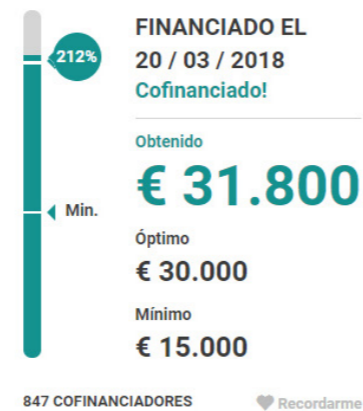 212%
FINANCIADO EL
20 / 03 / 2018
Cofinanciado!
Obtenido
€ 31.800
Min.
Óptimo
€ 30.000
Mínimo
€ 15.000
847 COFINANCIADORES
Recordarme